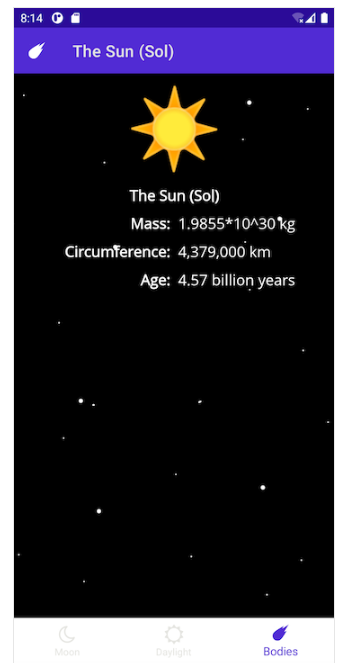 8:14
The Sun (Sol)
The Sun (Sol)
Mass: 1.9855*10^30 kg
Circumference: 4,379,000 km
Age: 4.57 billion years
Moon Daylight Bodies